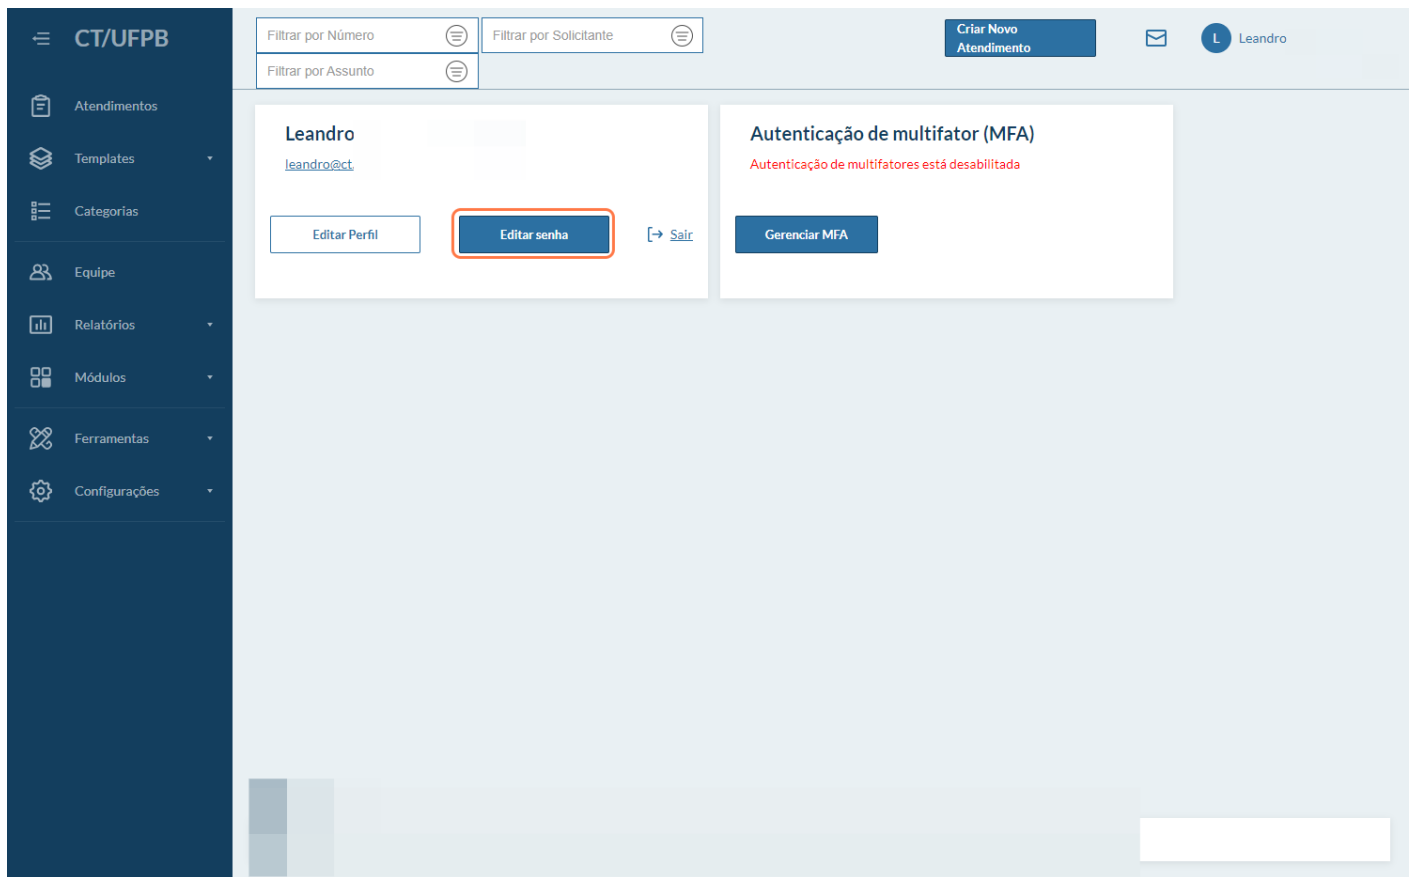 CT/UFPB
Filtrar por Número
Filtrar por Solicitante
Filtrar por Assunto
Criar Novo
Atendimento
L
Leandro
Atendimentos
Templates
Categorias
Equipe
Relatórios
Módulos
Ferramentas
Configurações
Leandro
leandro@ct.
Editar Perfil
Editar senha
Sair
Autenticação de multifator (MFA)
Autenticação de multifatores está desabilitada
Gerenciar MFA